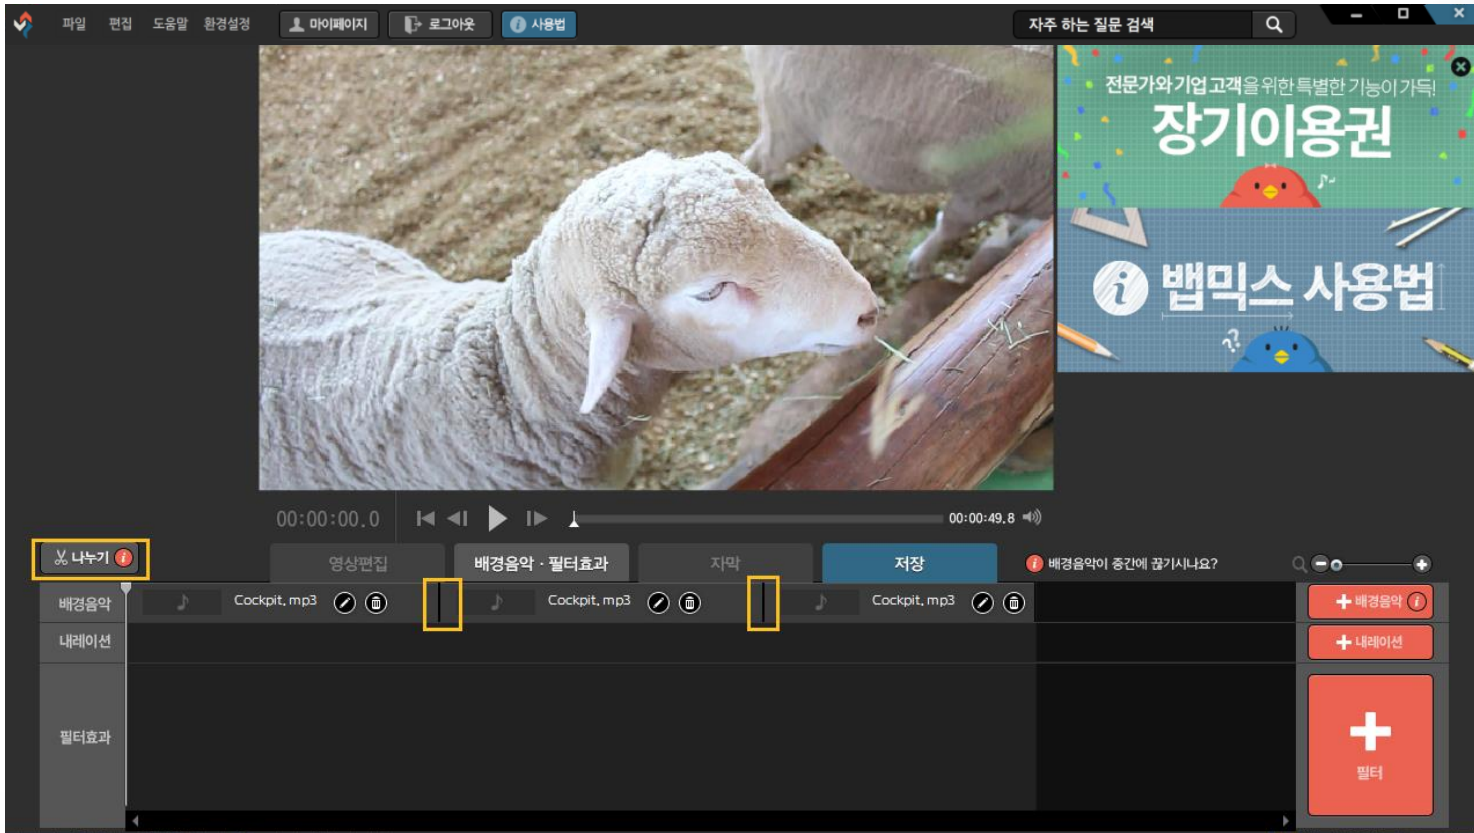 파일 편집 도움말 환경설정 마이페이지 로그아웃 사용법 자주 하는 질문 검색
전문가와 기업 고객을 위한 특별한 기능이 가득!
장기이용권
i 뱁믹스 사용법
??
00:00:00.0 00:00:49.8
나누기 i 영상편집 배경음악 · 필터효과 자막 저장 i 배경음악이 중간에 끊기시나요?
배경음악 Cockpit.mp3 Cockpit.mp3 Cockpit.mp3 + 배경음악 i
내레이션 + 내레이션
필터효과
필터